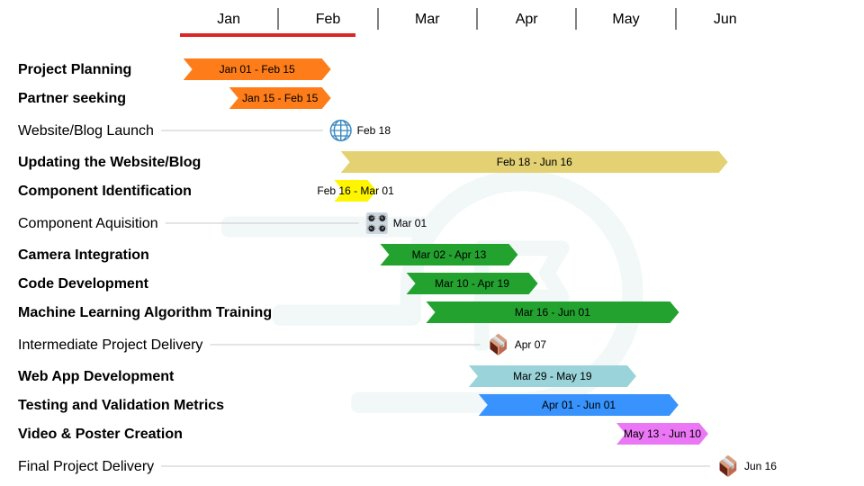 Jan Feb Mar Apr May Jun
Project Planning Jan 01 - Feb 15
Partner seeking Jan 15 - Feb 15
Website/Blog Launch Feb 18
Updating the Website/Blog Feb 18 - Jun 16
Component Identification Feb 16 - Mar 01
Component Aquisition Mar 01
Camera Integration Mar 02 - Apr 13
Code Development Mar 10 - Apr 19
Machine Learning Algorithm Training Mar 16 - Jun 01
Intermediate Project Delivery Apr 07
Web App Development Mar 29 - May 19
Testing and Validation Metrics Apr 01 - Jun 01
Video & Poster Creation May 13 - Jun 10
Final Project Delivery Jun 16